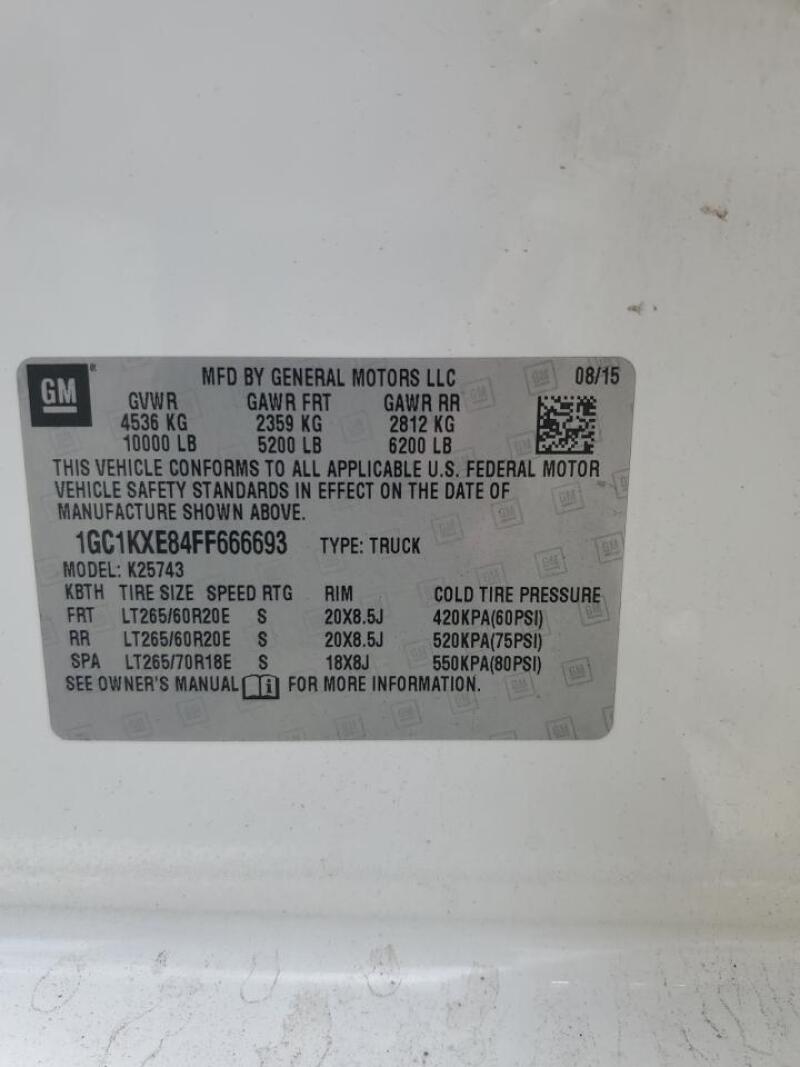 GM ® MFD BY GENERAL MOTORS LLC 08/15
GVWR GAWR FRT GAWR RR
4536 KG 2359 KG 2812 KG
10000 LB 5200 LB 6200 LB
THIS VEHICLE CONFORMS TO ALL APPLICABLE U.S. FEDERAL MOTOR
VEHICLE SAFETY STANDARDS IN EFFECT ON THE DATE OF
MANUFACTURE SHOWN ABOVE.
1GC1KXE84FF666693 TYPE: TRUCK
MODEL: K25743
KBTH TIRE SIZE SPEED RTG RIM COLD TIRE PRESSURE
FRT LT265/60R20E S 20X8.5J 420KPA(60PSI)
RR LT265/60R20E S 20X8.5J 520KPA(75PSI)
SPA LT265/70R18E S 18X8J 550KPA(80PSI)
SEE OWNER'S MANUAL i FOR MORE INFORMATION.